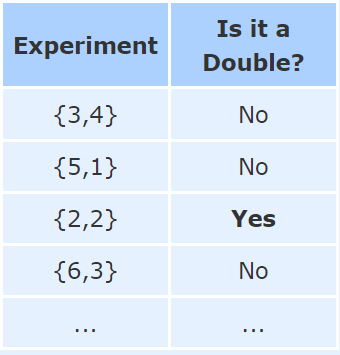 Experiment Is it a
Double?
{3,4} No
{5,1} No
{2,2} Yes
{6,3} No
... ...